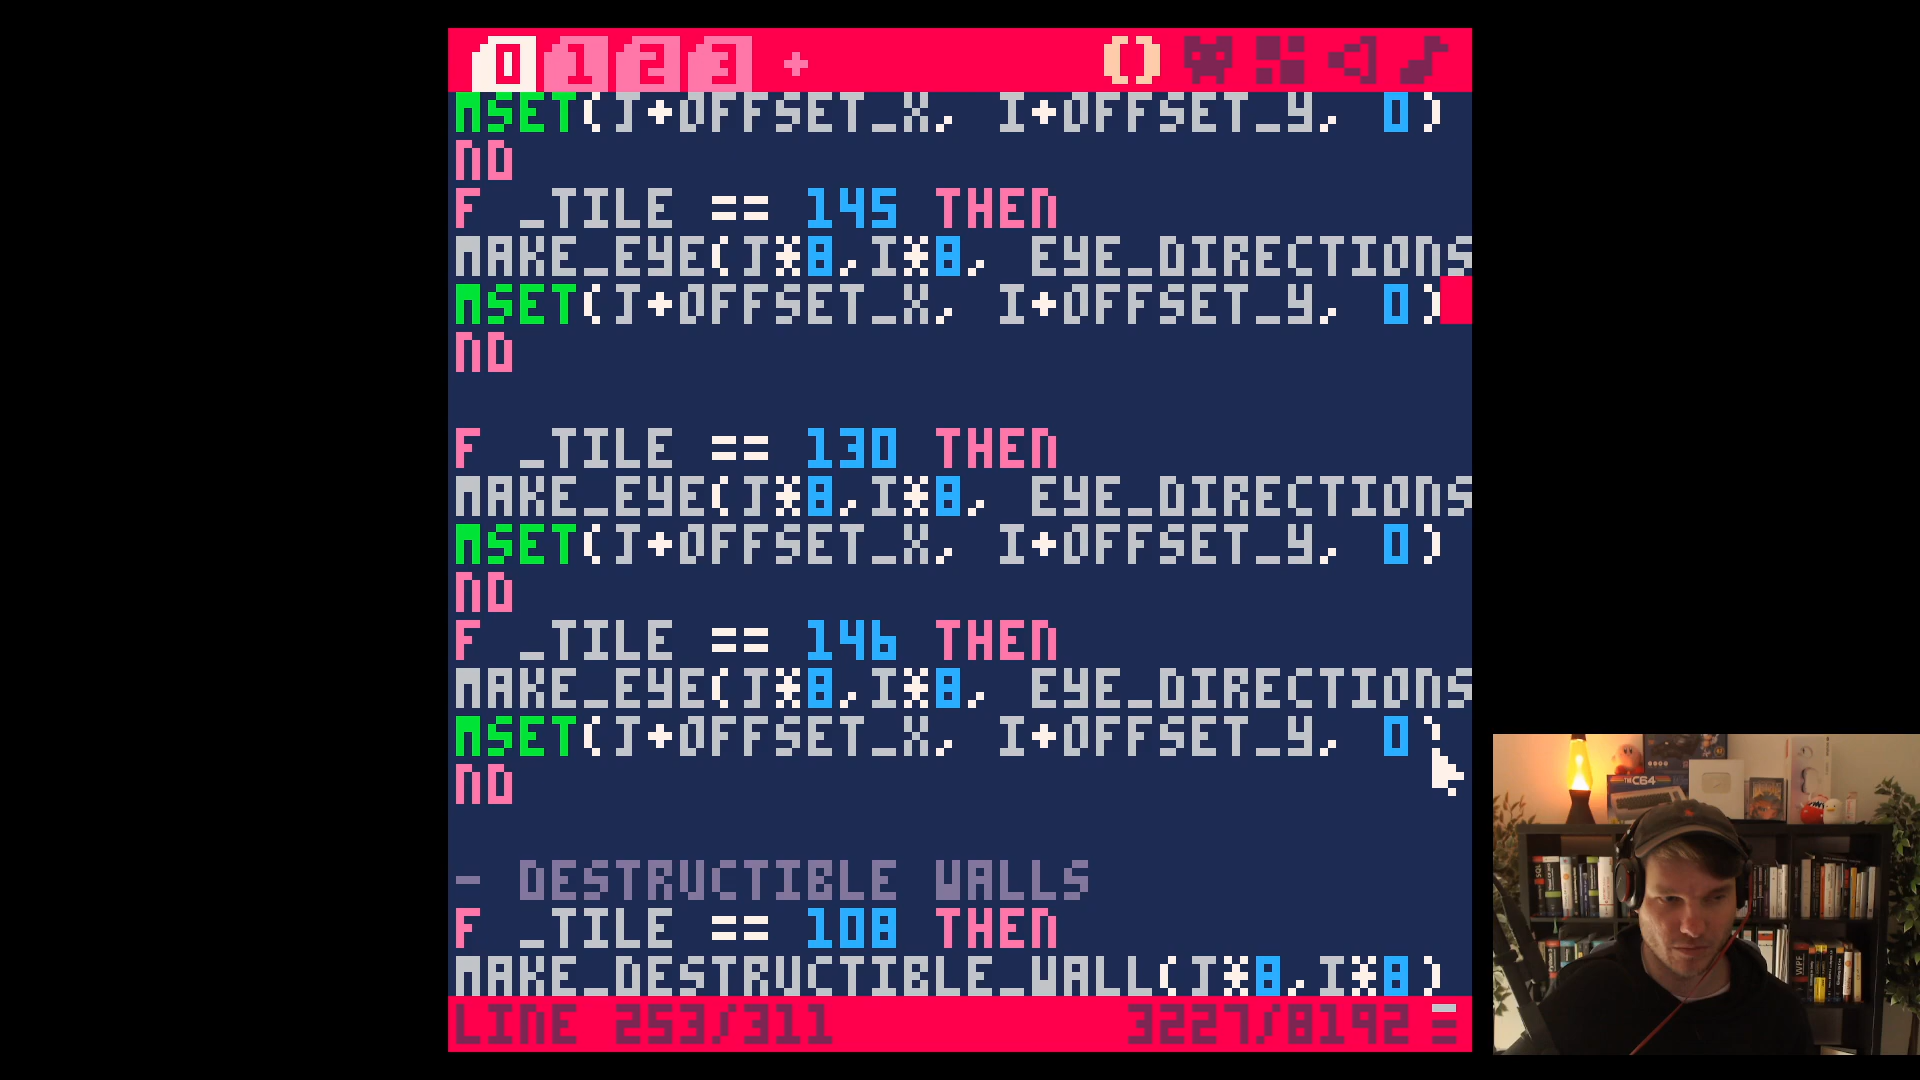 0 1 2 3 +
MSET(J+OFFSET_X, I+OFFSET_Y, 0)
ND
F _TILE == 145 THEN
MAKE_EYE(J*8,I*8, EYE_DIRECTIONS
MSET(J+OFFSET_X, I+OFFSET_Y, 0)
ND
F _TILE == 130 THEN
MAKE_EYE(J*8,I*8, EYE_DIRECTIONS
MSET(J+OFFSET_X, I+OFFSET_Y, 0)
ND
F _TILE == 146 THEN
MAKE_EYE(J*8,I*8, EYE_DIRECTIONS
MSET(J+OFFSET_X, I+OFFSET_Y, 0)
ND
- DESTRUCTIBLE WALLS
F _TILE == 108 THEN
MAKE_DESTRUCTIBLE_WALL(J*8,I*8)
LINE 253/311 3227/8192
THEC64
WPF
SQL